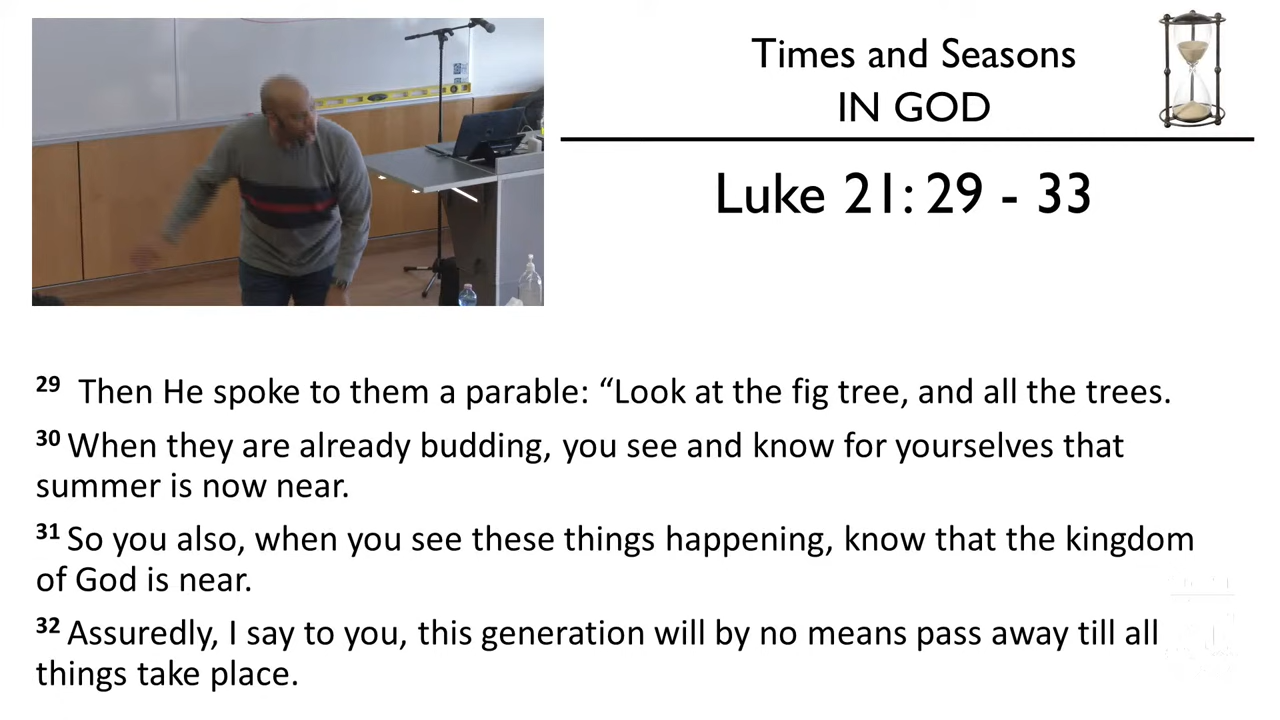 Times and Seasons
IN GOD
Luke 21: 29 - 33
29 Then He spoke to them a parable: “Look at the fig tree, and all the trees.
30 When they are already budding, you see and know for yourselves that
summer is now near.
31 So you also, when you see these things happening, know that the kingdom
of God is near.
32 Assuredly, I say to you, this generation will by no means pass away till all
things take place.